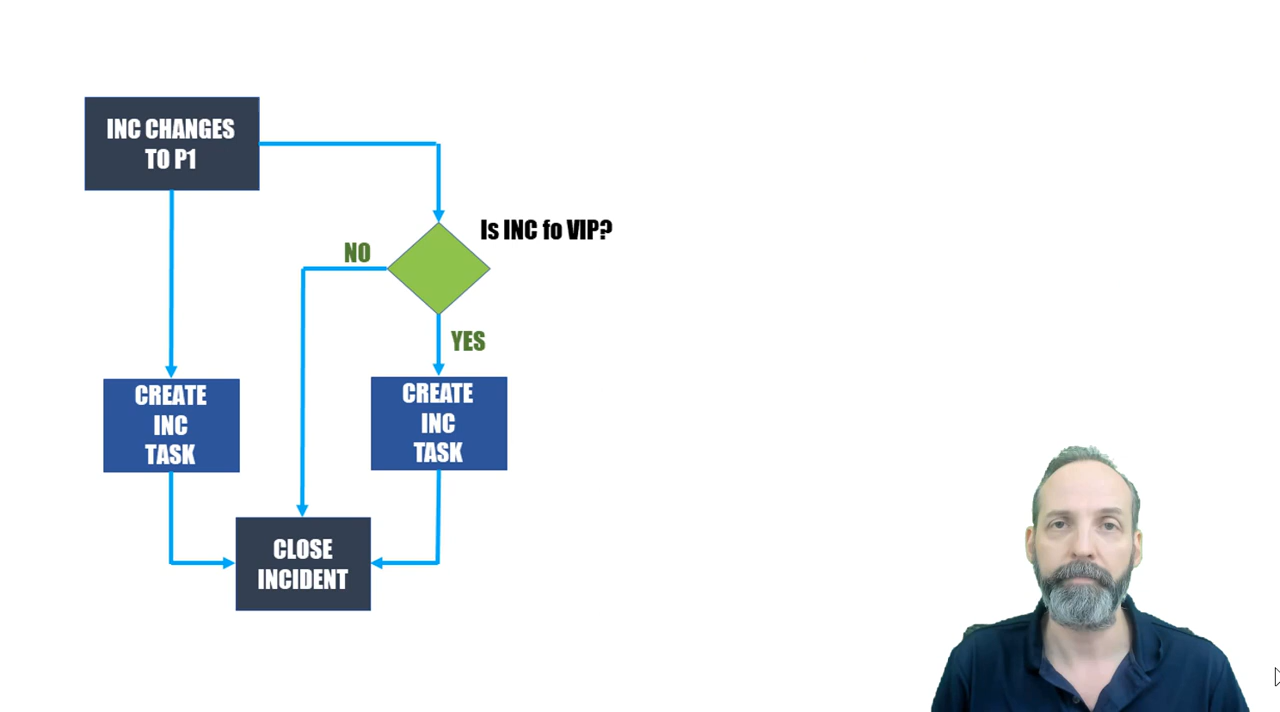 INC CHANGES
TO P1
Is INC fo VIP?
NO
YES
CREATE
INC
TASK
CREATE
INC
TASK
CLOSE
INCIDENT